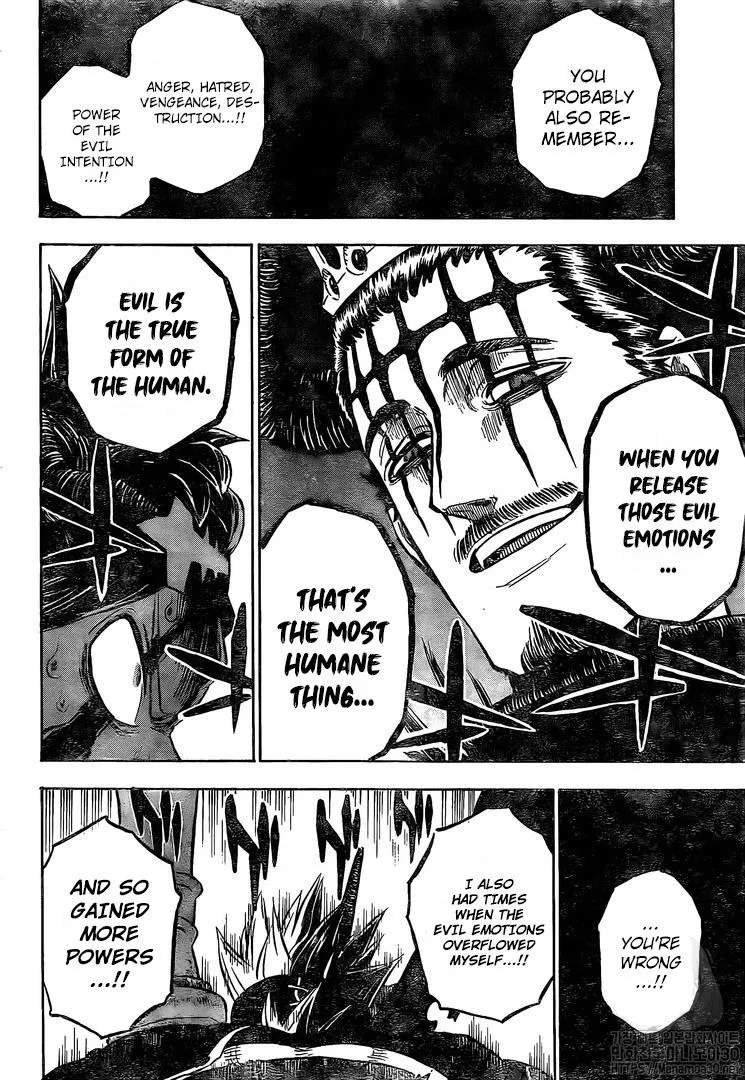 YOU
PROBABLY
ALSO RE-
MEMBER...
ANGER, HATRED,
VENGEANCE, DES-
TRUCTION...!!
POWER
OF THE
EVIL
INTENTION
...!!
WHEN YOU
RELEASE
THOSE EVIL
EMOTIONS
...
THAT'S
THE MOST
HUMANE
THING...
EVIL IS
THE TRUE
FORM OF
THE HUMAN.
...
YOU'RE
WRONG
...!!
I ALSO
HAD TIMES
WHEN THE
EVIL EMOTIONS
OVERFLOWED
MYSELF...!!
AND SO
GAINED
MORE
POWERS
...!!